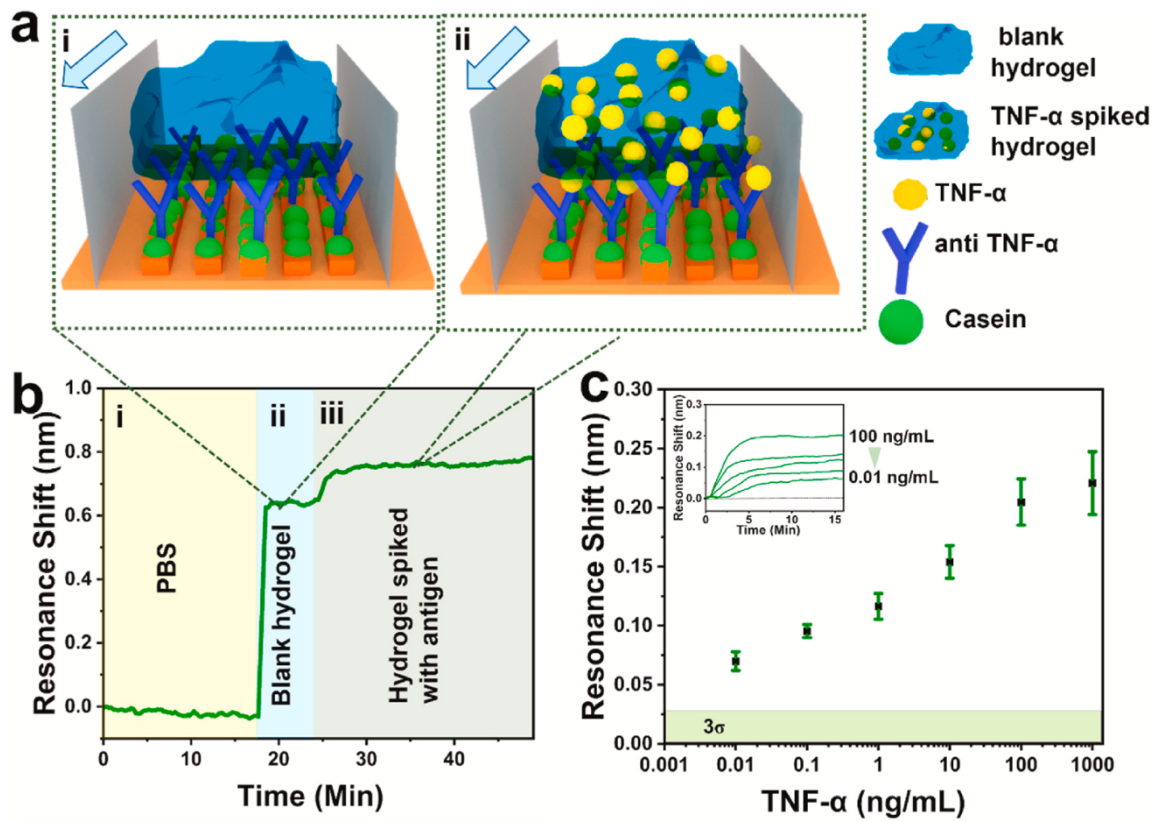 a
i
ii
blank
hydrogel
TNF-α spiked
hydrogel
TNF-α
anti TNF-α
Casein
b
Resonance Shift (nm)
1.0
0.8
0.6
0.4
0.2
0.0
i
ii
iii
PBS
Blank hydrogel
Hydrogel spiked
with antigen
0
10
20
30
40
Time (Min)
c
Resonance Shift (nm)
0.30
0.25
0.20
0.15
0.10
0.05
0.00
Resonance Shift (nm)
0.3
0.2
0.1
0.0
0
5
10
15
Time (Min)
100 ng/mL
0.01 ng/mL
3σ
0.001
0.01
0.1
1
10
100
1000
TNF-α (ng/mL)